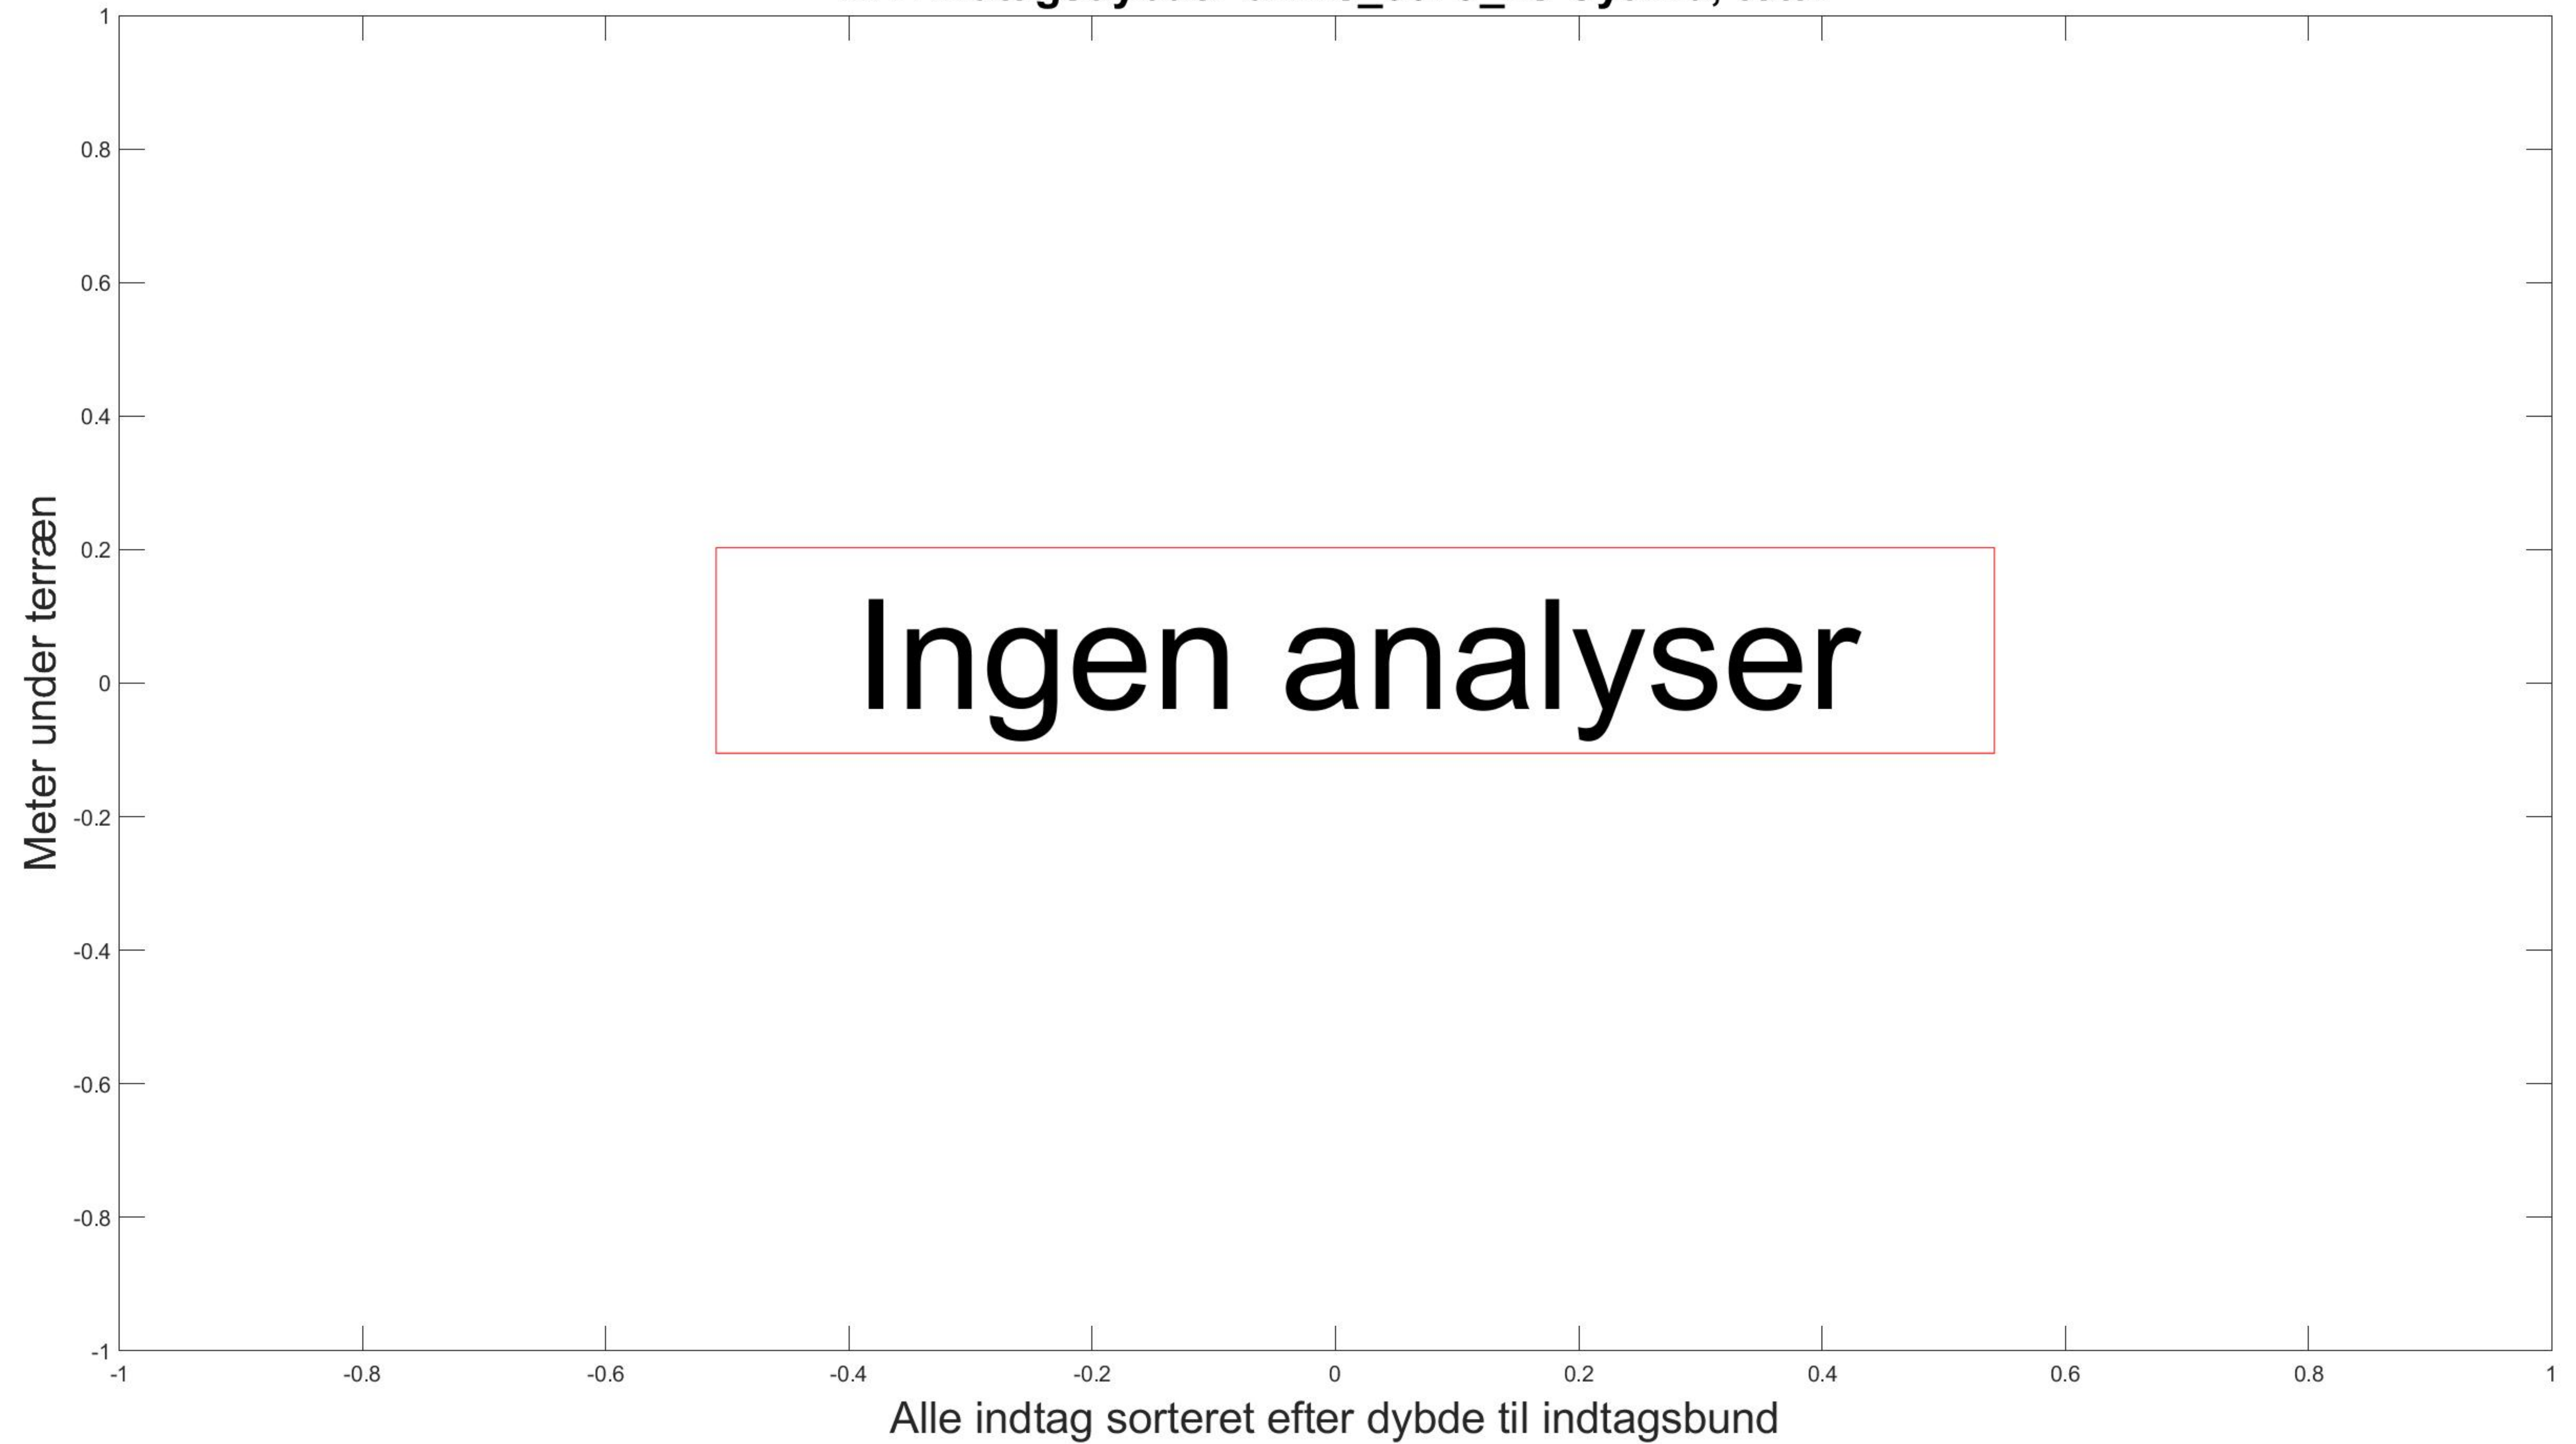 1
0.8
0.6
0.4
0.2
0
-0.2
-0.4
-0.6
-0.8
-1
Meter under terræn
Ingen analyser
-1 -0.8 -0.6 -0.4 -0.2 0 0.2 0.4 0.6 0.8 1
Alle indtag sorteret efter dybde til indtagsbund